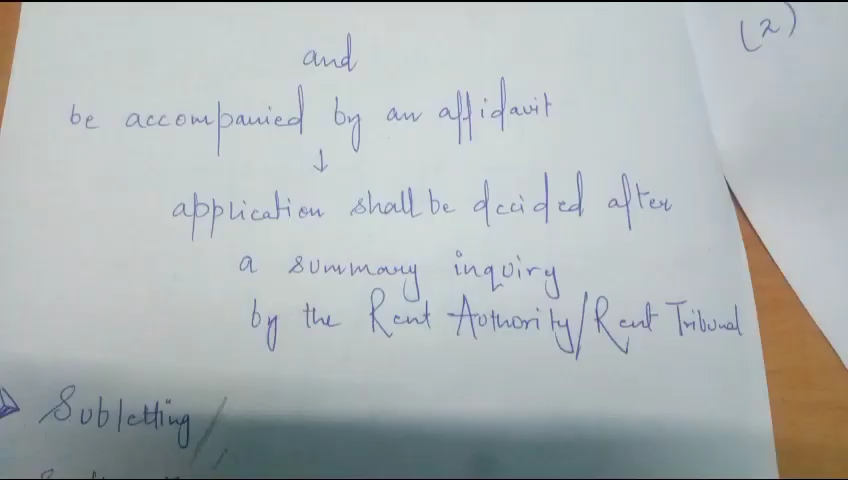 (2)
and
be accompanied by an affidavit
↓
application shall be decided after
a summary inquiry
by the Rent Authority/Rent Tribunal
Subletting/